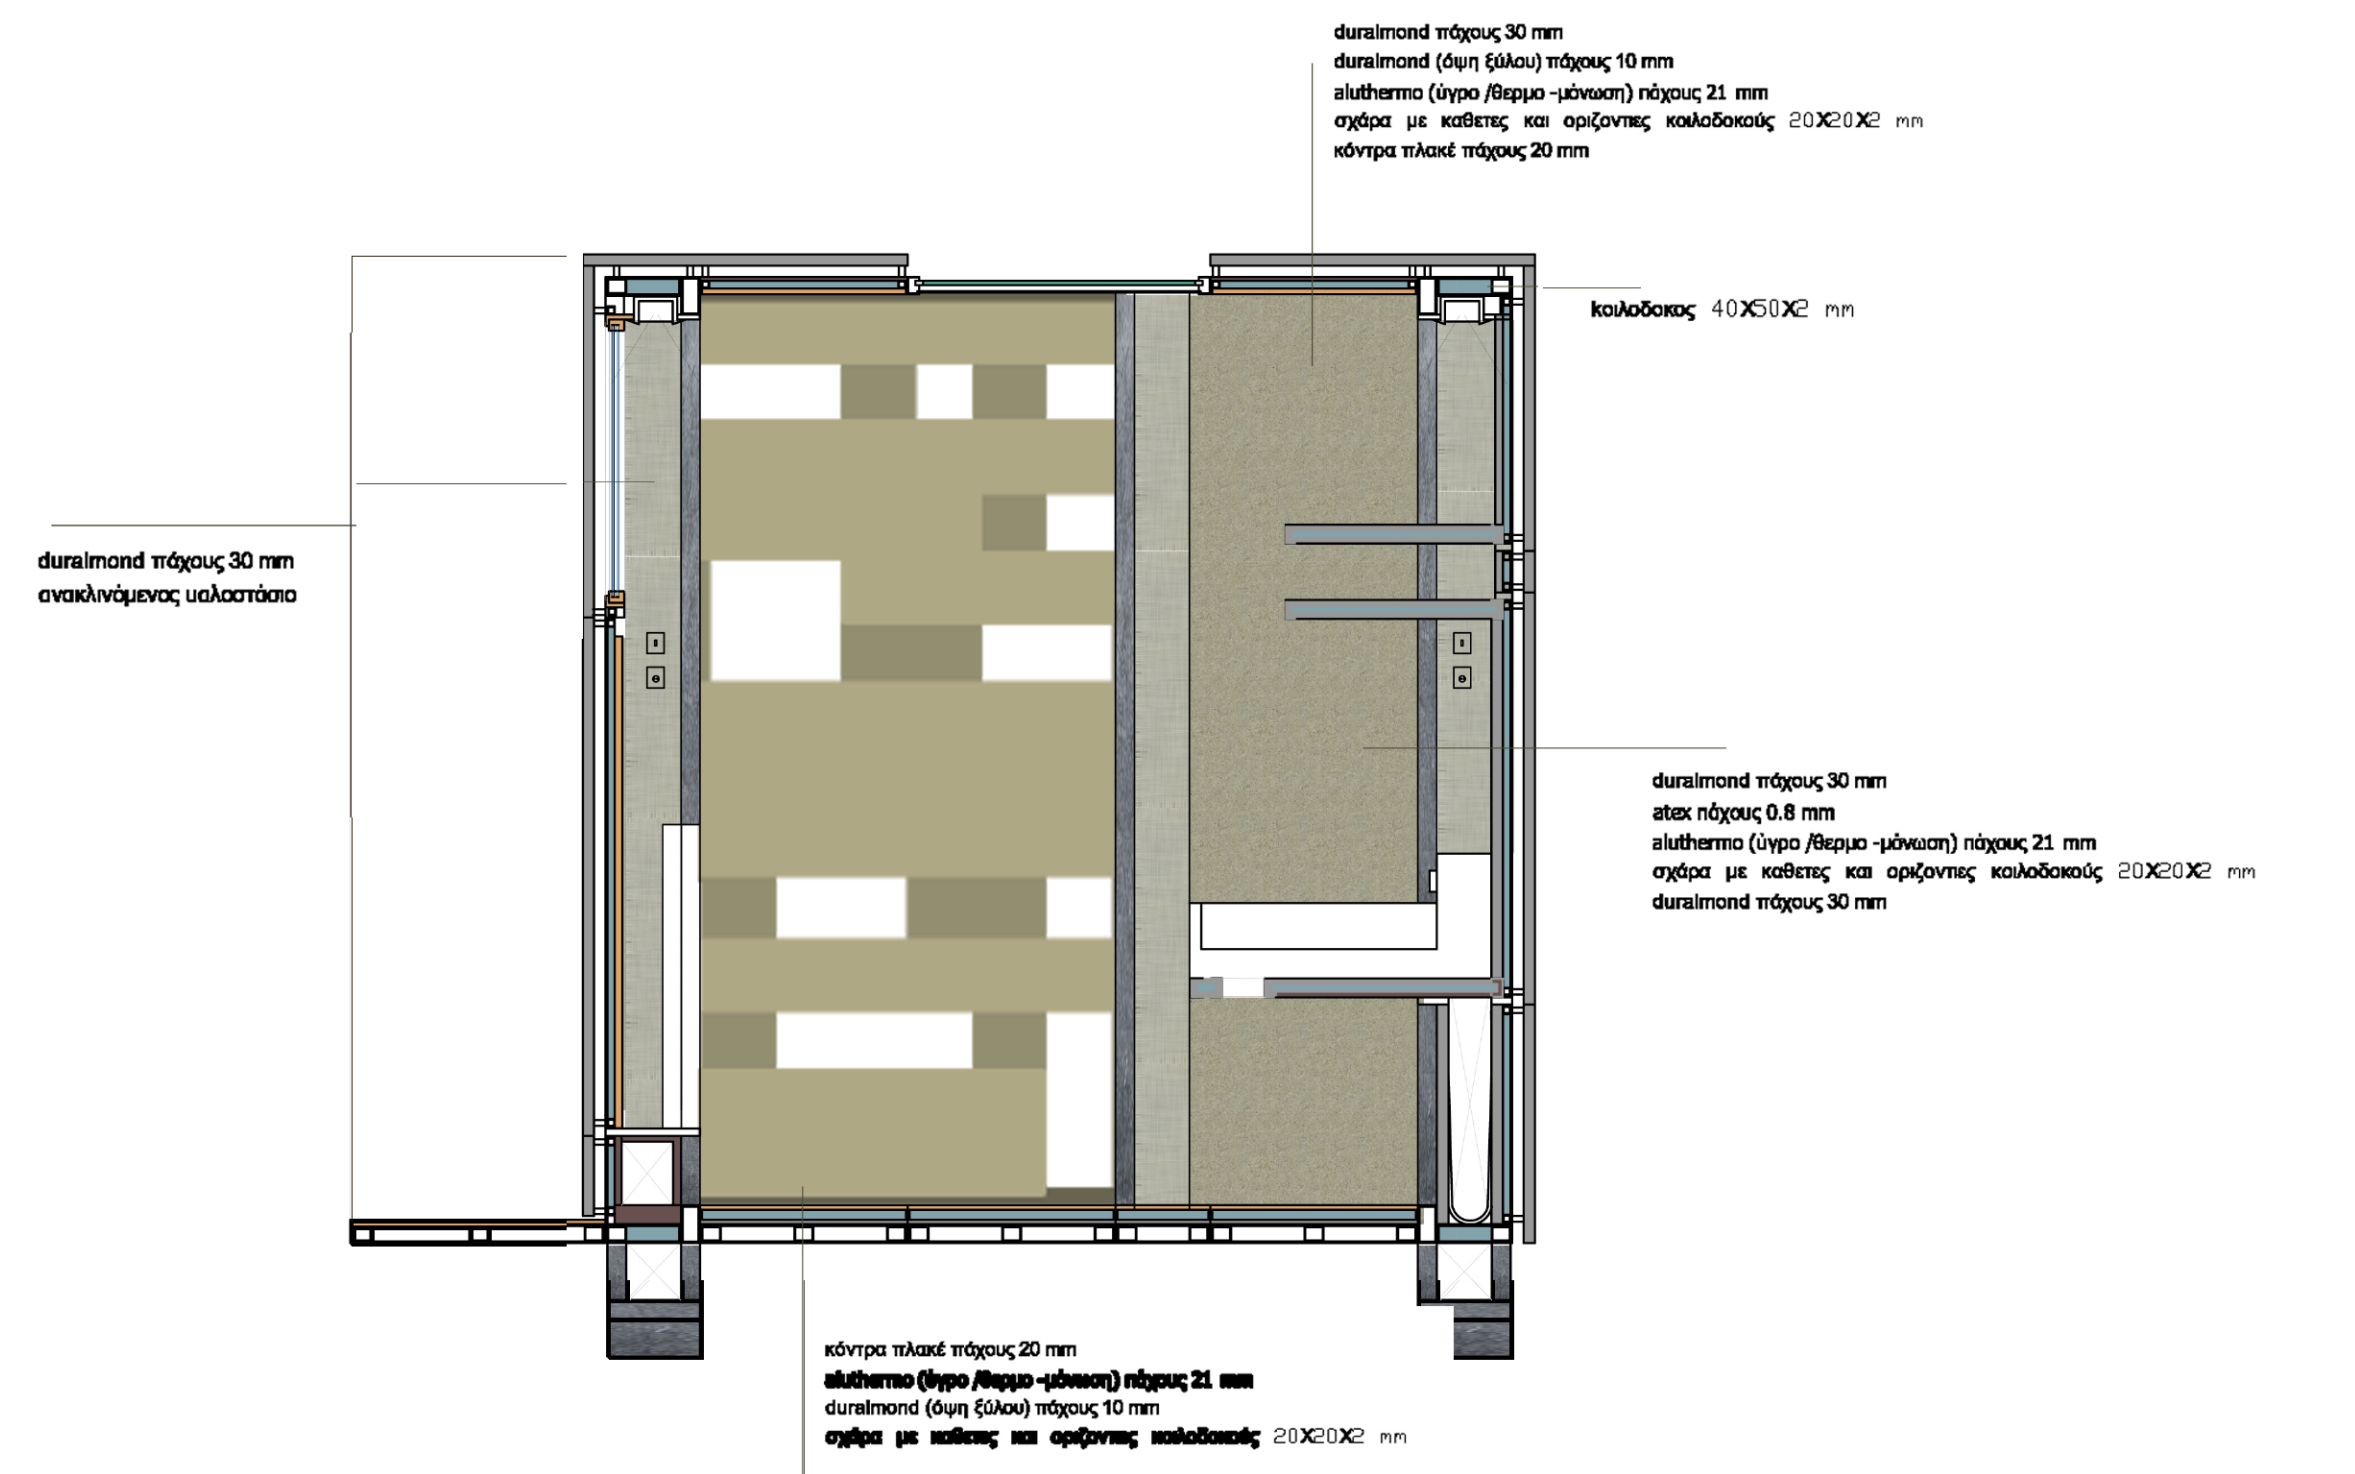 duralmond πάχους 30 mm
duralmond (όψη ξύλου) πάχους 10 mm
aluthermo (ύγρο /θερμο -μόνωση) πάχους 21 mm
σχάρα με καθετες και οριζοντιες κοιλοδοκούς 20X20X2 mm
κόντρα πλακέ πάχους 20 mm
κοιλοδοκος 40X50X2 mm
duralmond πάχους 30 mm
ανακλινόμενος υαλοστάσιο
duralmond πάχους 30 mm
atex πάχους 0.8 mm
aluthermo (ύγρο /θερμο -μόνωση) πάχους 21 mm
σχάρα με καθετες και οριζοντιες κοιλοδοκούς 20X20X2 mm
duralmond πάχους 30 mm
κόντρα πλακέ πάχους 20 mm
aluthermo (ύγρο /θερμο -μόνωση) πάχους 21 mm
duralmond (όψη ξύλου) πάχους 10 mm
σχάρα με καθετες και οριζοντιες κοιλοδοκούς 20X20X2 mm